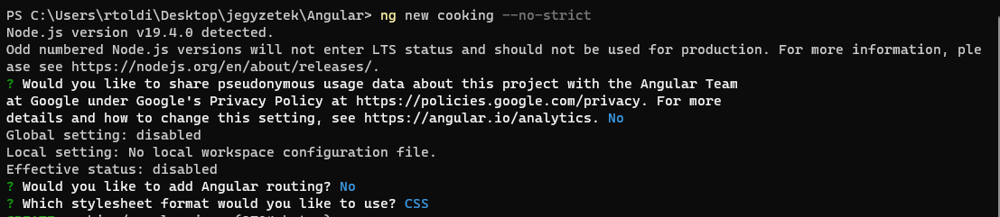 PS C:\Users\rtoldi\Desktop\jegyzetek\Angular> ng new cooking --no-strict
Node.js version v19.4.0 detected.
Odd numbered Node.js versions will not enter LTS status and should not be used for production. For more information, ple
ase see https://nodejs.org/en/about/releases/.
? Would you like to share pseudonymous usage data about this project with the Angular Team
at Google under Google's Privacy Policy at https://policies.google.com/privacy. For more
details and how to change this setting, see https://angular.io/analytics. No
Global setting: disabled
Local setting: No local workspace configuration file.
Effective status: disabled
? Would you like to add Angular routing? No
? Which stylesheet format would you like to use? CSS